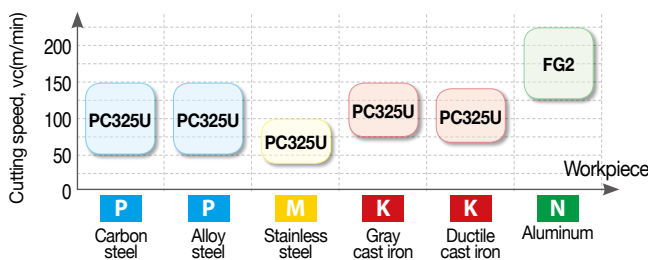 Cutting speed, vc(m/min)
200
150
100
50
0
PC325U
PC325U
PC325U
PC325U
PC325U
FG2
Workpiece
P
P
M
K
K
N
Carbon
steel
Alloy
steel
Stainless
steel
Gray
cast iron
Ductile
cast iron
Aluminum